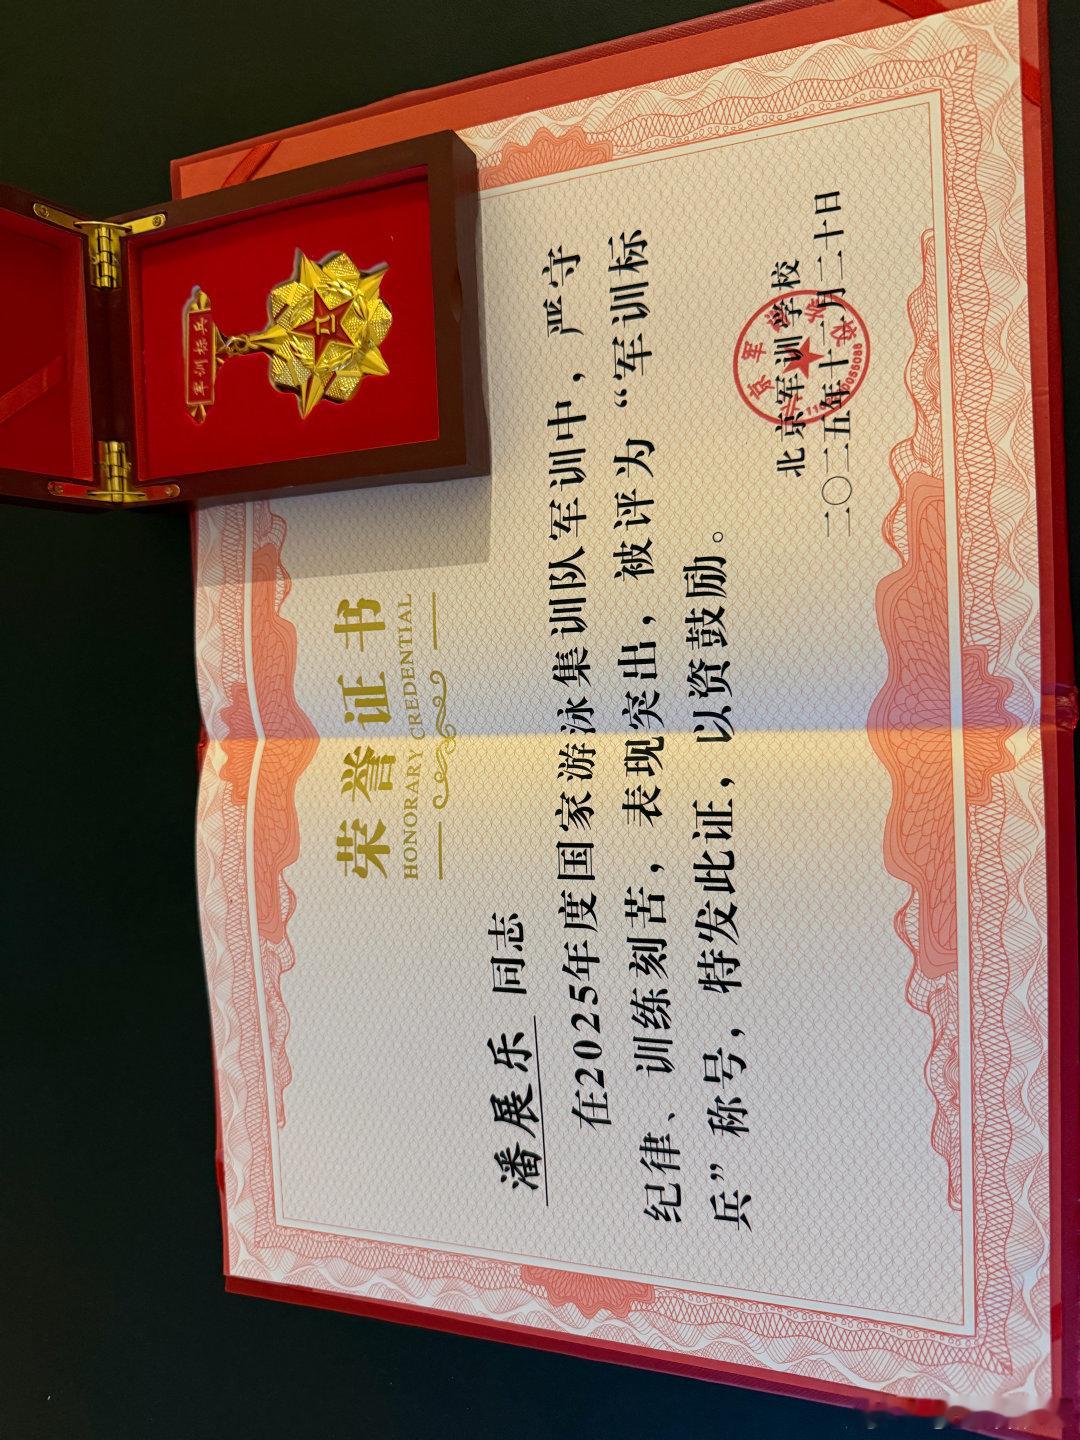 军训标兵
荣誉证书
HONORARY CREDENTIAL
潘展乐 同志
在2025年度国家游泳集训队军训中，严守
纪律、训练刻苦，表现突出，被评为“军训标
兵”称号，特发此证，以资鼓励。
北京军训学校
二〇二五年十二月二十日